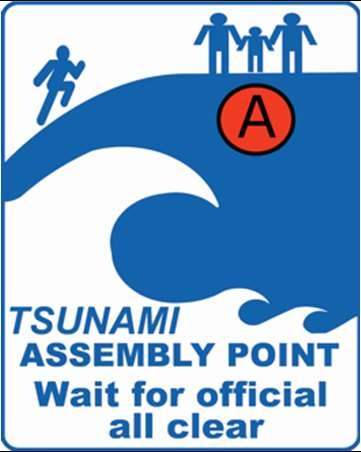 A
TSUNAMI
ASSEMBLY POINT
Wait for official
all clear